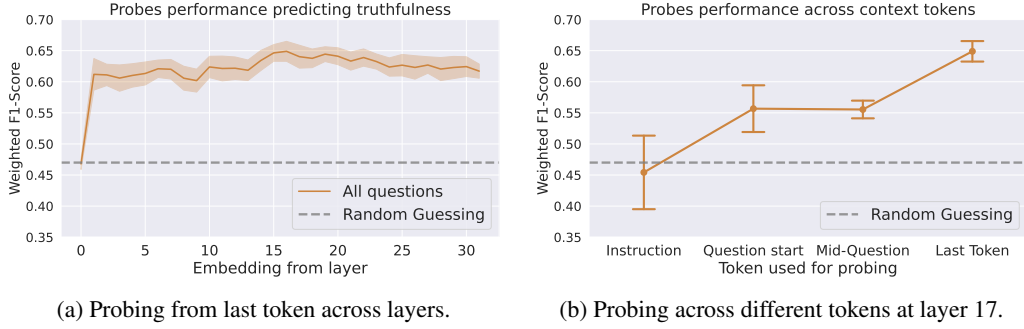 Probes performance predicting truthfulness
0.70
0.65
0.60
0.55
0.50
0.45
0.40
0.35
Weighted F1-Score
All questions
Random Guessing
0 5 10 15 20 25 30
Embedding from layer
(a) Probing from last token across layers.
Probes performance across context tokens
0.70
0.65
0.60
0.55
0.50
0.45
0.40
0.35
Weighted F1-Score
Random Guessing
Instruction Question start Mid-Question Last Token
Token used for probing
(b) Probing across different tokens at layer 17.